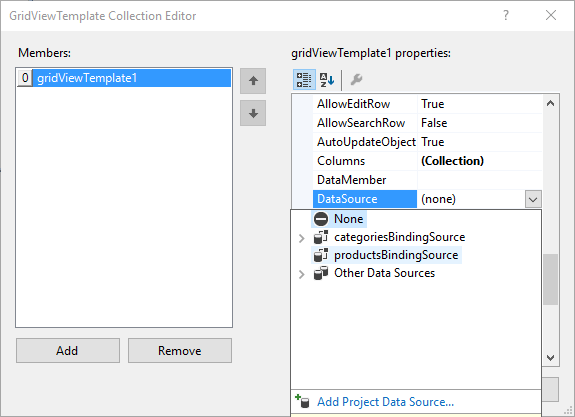 GridViewTemplate Collection Editor
?
Members:
0 gridViewTemplate1
Add
Remove
gridViewTemplate1 properties:
AllowEditRow True
AllowSearchRow False
AutoUpdateObject True
Columns (Collection)
DataMember
DataSource (none)
None
categoriesBindingSource
productsBindingSource
Other Data Sources
Add Project Data Source...